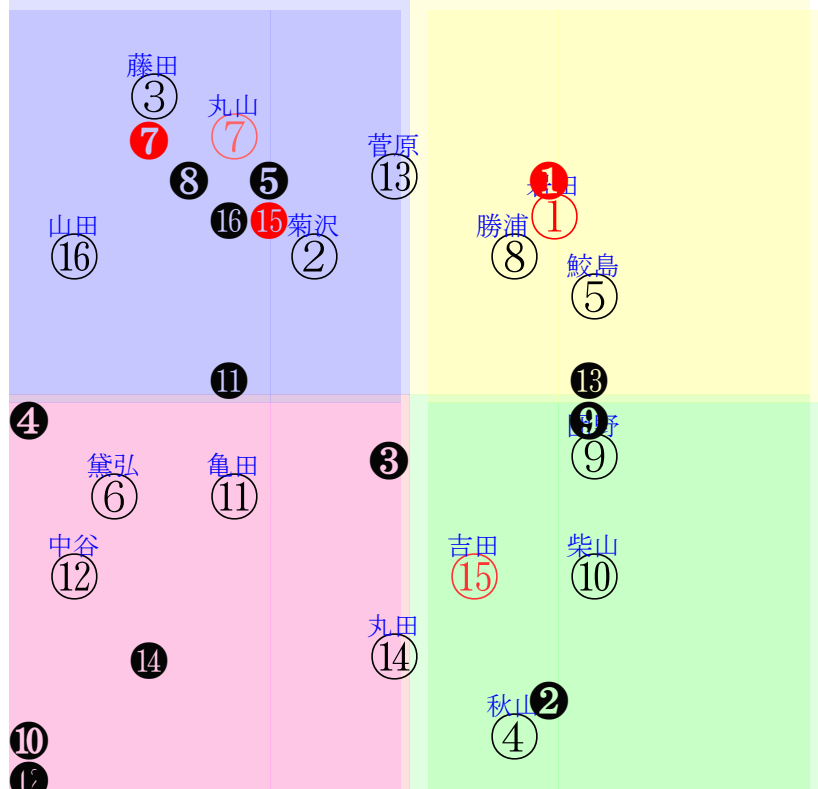 藤田
③
丸山
❼
⑦
菅原
⑬
❽
❺
❶
山田
⓰
⓯
菊沢
勝浦
①
⑯
②
⑧
鮫島
⑤
⓫
⓭
❹
❾
❸
⑨
黛弘
亀田
⑥
⑪
中谷
吉田
柴山
⑫
⑮
⑩
丸田
⓮
⑭
秋山
❷
④
❿
⓬